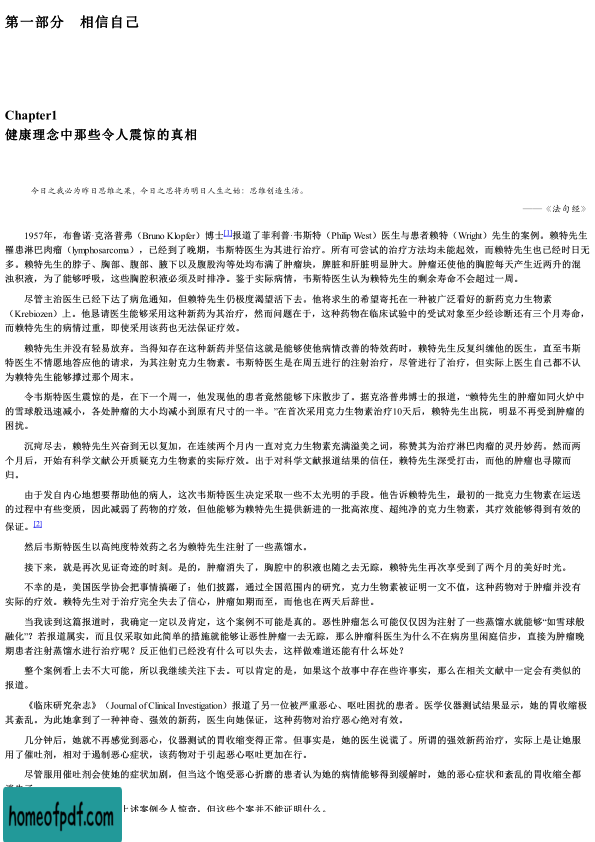 第一部分　相信自己
Chapter1
健康理念中那些令人震惊的真相
今日之我必为昨日思维之果，今日之思将为明日人生之始：思维创造生活。
—— 《法句经》
1957年，布鲁诺·克洛普弗（Bruno Klopfer）博士[1]报道了菲利普·韦斯特（Philip West）医生与患者赖特（Wright）先生的案例。赖特先生
罹患淋巴肉瘤（lymphosarcoma），已经到了晚期，韦斯特医生为其进行治疗。所有可尝试的治疗方法均未能起效，而赖特先生也已经时日无
多。赖特先生的脖子、胸部、腹部、腋下以及腹股沟等处均布满了肿瘤块，脾脏和肝脏明显肿大。肿瘤还使他的胸腔每天产生近两升的混
浊积液，为了能够呼吸，这些胸腔积液必须及时排净。鉴于实际病情，韦斯特医生认为赖特先生的剩余寿命不会超过一周。
尽管主治医生已经下达了病危通知，但赖特先生仍极度渴望活下去。他将求生的希望寄托在一种被广泛看好的新药克力生物素
（Krebiozen）上。他恳请医生能够采用这种新药为其治疗，然而问题在于，这种药物在临床试验中的受试对象至少经诊断还有三个月寿命，
而赖特先生的病情过重，即使采用该药也无法保证疗效。
赖特先生并没有轻易放弃。当得知存在这种新药并坚信这就是能够使他病情改善的特效药时，赖特先生反复纠缠他的医生，直至韦斯
特医生不情愿地答应他的请求，为其注射克力生物素。韦斯特医生是在周五进行的注射治疗，尽管进行了治疗，但实际上医生自己都不认
为赖特先生能够撑过那个周末。
令韦斯特医生震惊的是，在下一个周一，他发现他的患者竟然能够下床散步了。据克洛普弗博士的报道，“赖特先生的肿瘤如同火炉中
的雪球般迅速减小，各处肿瘤的大小均减小到原有尺寸的一半。”在首次采用克力生物素治疗10天后，赖特先生出院，明显不再受到肿瘤的
困扰。
沉疴尽去，赖特先生兴奋到无以复加，在连续两个月内一直对克力生物素充满溢美之词，称赞其为治疗淋巴肉瘤的灵丹妙药。然而两
个月后，开始有科学文献公开质疑克力生物素的实际疗效。出于对科学文献报道结果的信任，赖特先生深受打击，而他的肿瘤也寻隙而
归。
由于发自内心地想要帮助他的病人，这次韦斯特医生决定采取一些不太光明的手段。他告诉赖特先生，最初的一批克力生物素在运送
的过程中有些变质，因此减弱了药物的疗效，但他能够为赖特先生提供新进的一批高浓度、超纯净的克力生物素，其疗效能够得到有效的
保证。[2]
然后韦斯特医生以高纯度特效药之名为赖特先生注射了一些蒸馏水。
接下来，就是再次见证奇迹的时刻。是的，肿瘤消失了，胸腔中的积液也随之去无踪，赖特先生再次享受到了两个月的美好时光。
不幸的是，美国医学协会把事情搞砸了：他们披露，通过全国范围内的研究，克力生物素被证明一文不值，这种药物对于肿瘤并没有
实际的疗效。赖特先生对于治疗完全失去了信心，肿瘤如期而至，而他也在两天后辞世。
当我读到这篇报道时，我确定一定以及肯定，这个案例不可能是真的。恶性肿瘤怎么可能仅仅因为注射了一些蒸馏水就能够“如雪球般
融化”？若报道属实，而且仅采取如此简单的措施就能够让恶性肿瘤一去无踪，那么肿瘤科医生为什么不在病房里闲庭信步，直接为肿瘤晚
期患者注射蒸馏水进行治疗呢？反正他们已经没有什么可以失去，这样做难道还能有什么坏处？
整个案例看上去不大可能，所以我继续关注下去。可以肯定的是，如果这个故事中存在些许事实，那么在相关文献中一定会有类似的
报道。
《临床研究杂志》（Journal of Clinical Investigation）报道了另一位被严重恶心、呕吐困扰的患者。医学仪器测试结果显示，她的胃收缩极
其紊乱。为此她拿到了一种神奇、强效的新药，医生向她保证，这种药物对治疗恶心绝对有效。
几分钟后，她就不再感觉到恶心，仪器测试的胃收缩变得正常。但事实是，她的医生说谎了。所谓的强效新药治疗，实际上是让她服
用了催吐剂，相对于遏制恶心症状，该药物对于引起恶心呕吐更加在行。
尽管服用催吐剂会使她的症状加剧，但当这个饱受恶心折磨的患者认为她的病情能够得到缓解时，她的恶心症状和紊乱的胃收缩全都
上述案例令人惊奇，但这些个案并不能证明什么。
homeofpdf.com